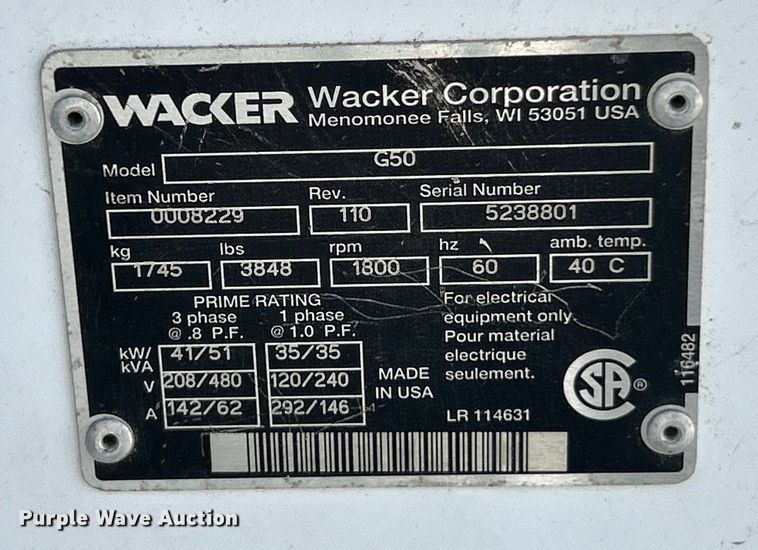 WACKER Wacker Corporation
Menomonee Falls, WI 53051 USA
Model G50
Item Number Rev. Serial Number
0008229 110 5238801
kg lbs rpm hz amb. temp.
1745 3848 1800 60 40 C
PRIME RATING
3 phase 1 phase
@ .8 P.F. @ 1.0 P.F.
kW/
kVA 41/51 35/35
V 208/480 120/240
A 142/62 292/146
MADE
IN USA
For electrical
equipment only.
Pour material
electrique
seulement.
LR 114631
SA ®
116482
Purple Wave Auction